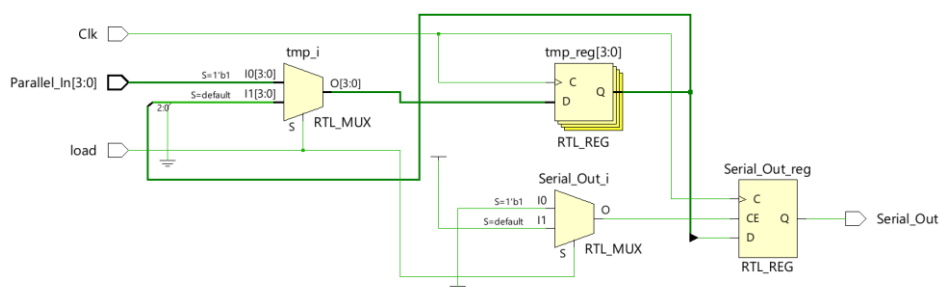 Clk
tmp_i
tmp_reg[3:0]
Parallel_In[3:0]
S=1'b1
I0[3:0]
O[3:0]
S=default
I1[3:0]
C
D
Q
2:0
S
RTL_MUX
RTL_REG
load
Serial_Out_i
Serial_Out_reg
S=1'b1
I0
O
S=default
I1
S
RTL_MUX
C
CE
Q
D
RTL_REG
Serial_Out